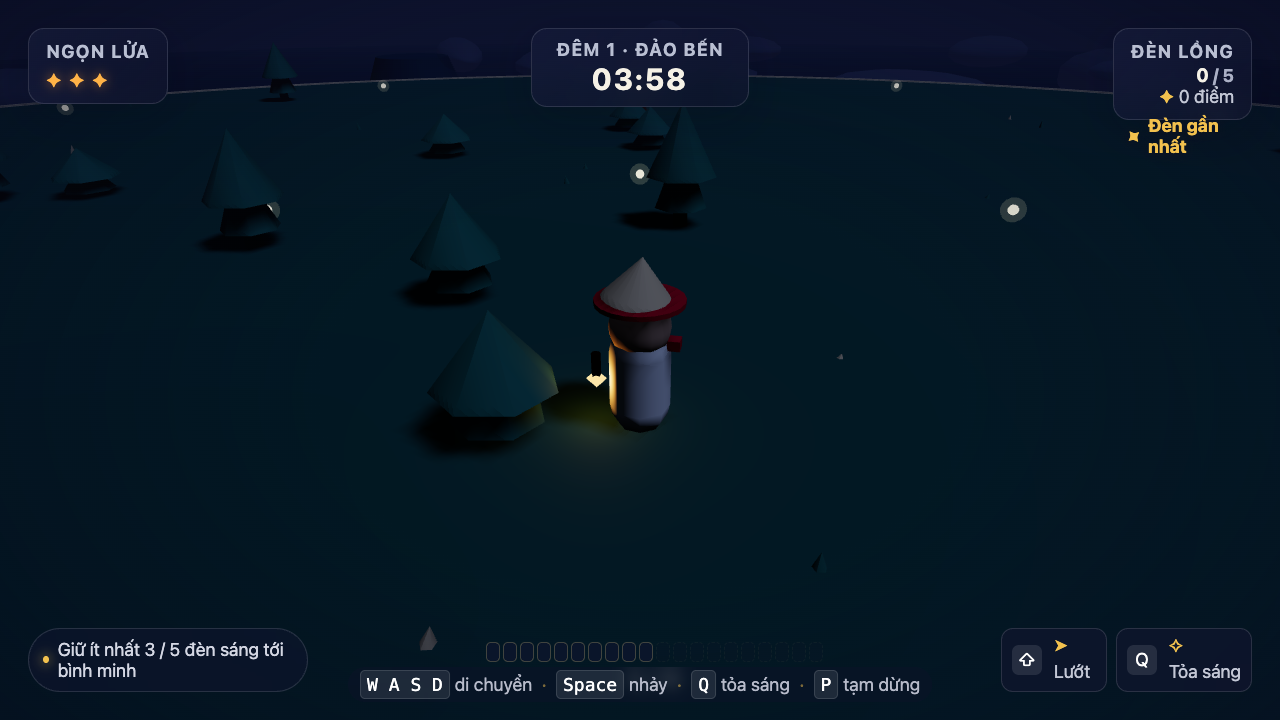 NGỌN LỬA
ĐÊM 1 · ĐẢO BẾN
03:58
ĐÈN LỒNG
0 / 5
0 điểm
Đèn gần
nhất
Giữ ít nhất 3 / 5 đèn sáng tới
bình minh
W A S D di chuyển · Space nhảy · Q tỏa sáng · P tạm dừng
Lướt
Q
Tỏa sáng